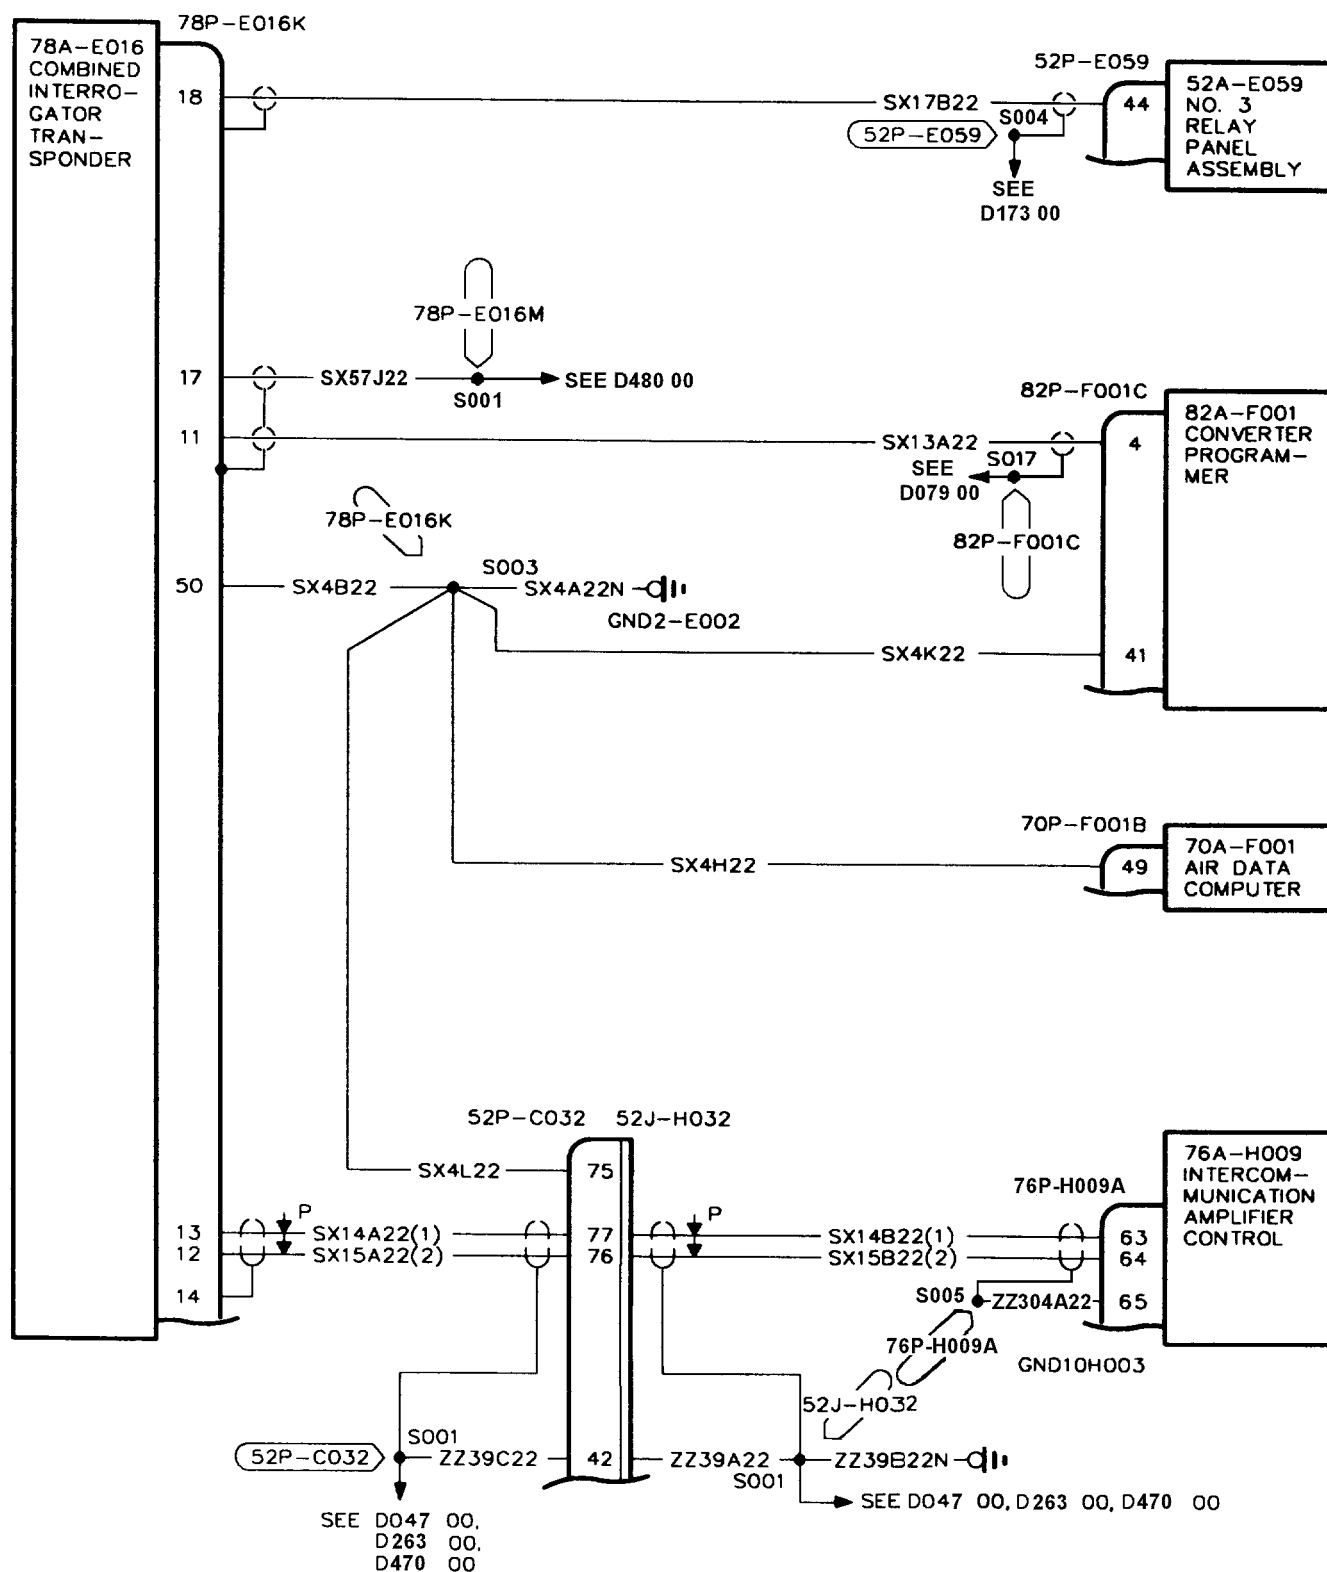 78P-E016K
78A-E016
COMBINED
INTERRO-
GATOR
TRAN-
SPONDER
18
SX17B22
52P-E059
S004
52P-E059
SEE
D173 00
44
52A-E059
NO. 3
RELAY
PANEL
ASSEMBLY
78P-E016M
17
SX57J22
S001
SEE D480 00
11
SX13A22
82P-F001C
SEE
D079 00
S017
82P-F001C
4
82A-F001
CONVERTER
PROGRAM-
MER
78P-E016K
50
SX4B22
S003
SX4A22N
GND2-E002
SX4K22
41
70P-F001B
SX4H22
49
70A-F001
AIR DATA
COMPUTER
52P-C032
52J-H032
SX4L22
75
76P-H009A
76A-H009
INTERCOM-
MUNICATION
AMPLIFIER
CONTROL
13
P
SX14A22(1)
77
P
SX14B22(1)
63
12
SX15A22(2)
76
SX15B22(2)
64
14
S005
ZZ304A22
65
76P-H009A
GND10H003
52J-H032
52P-C032
S001
ZZ39C22
42
ZZ39A22
S001
ZZ39B22N
SEE D047 00, D263 00, D470 00
SEE D047 00,
D263 00,
D470 00